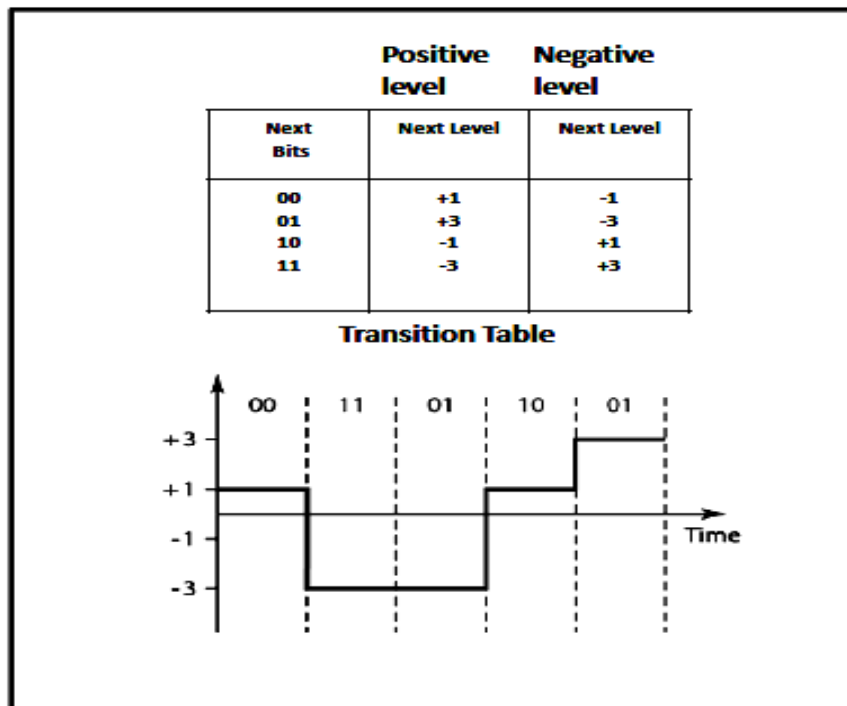 Positive level Negative level
Next Bits Next Level Next Level
00 +1 -1
01 +3 -3
10 -1 +1
11 -3 +3
Transition Table
00 11 01 10 01
+3
+1
-1
Time
-3